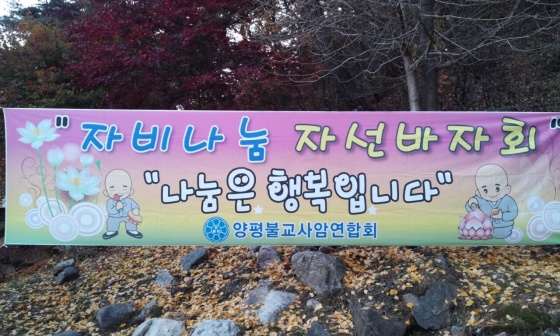 "자비나눔 자선바자회"
"나눔은 행복입니다"
양평불교사암연합회